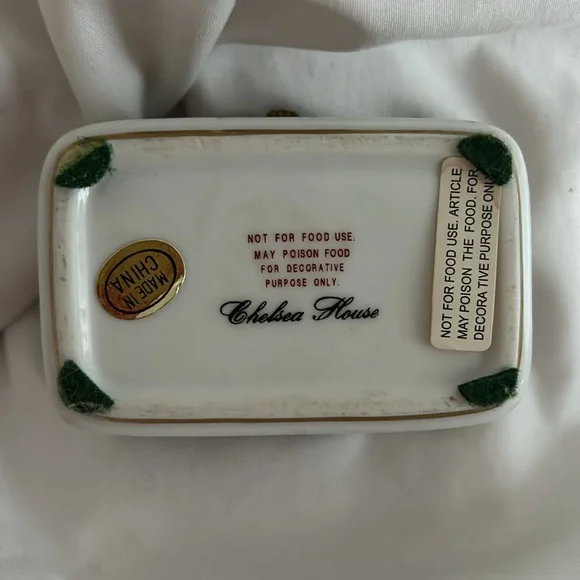 NOT FOR FOOD USE.
MAY POISON FOOD
FOR DECORATIVE
PURPOSE ONLY.
Chelsea House
MADE IN
CHINA
NOT FOR FOOD USE. ARTICLE
MAY POISON THE FOOD. FOR
DECORA TIVE PURPOSE ONLY